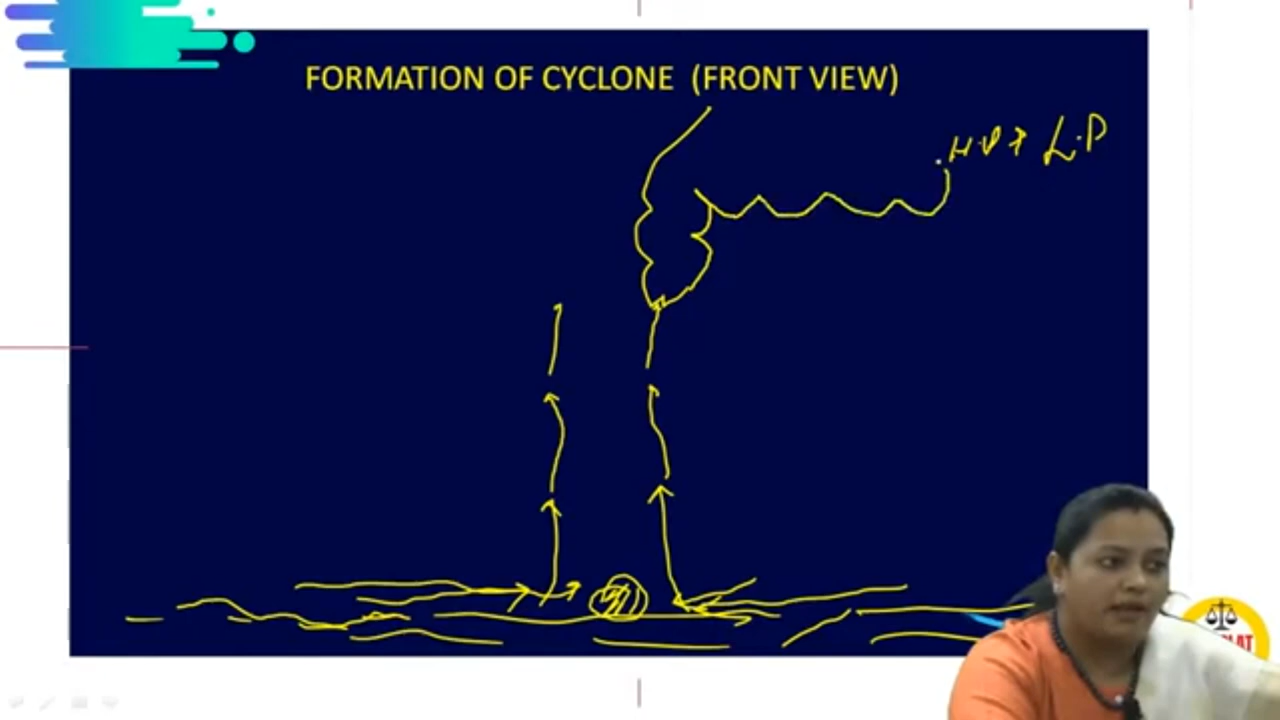 FORMATION OF CYCLONE (FRONT VIEW)
H.P → L.P